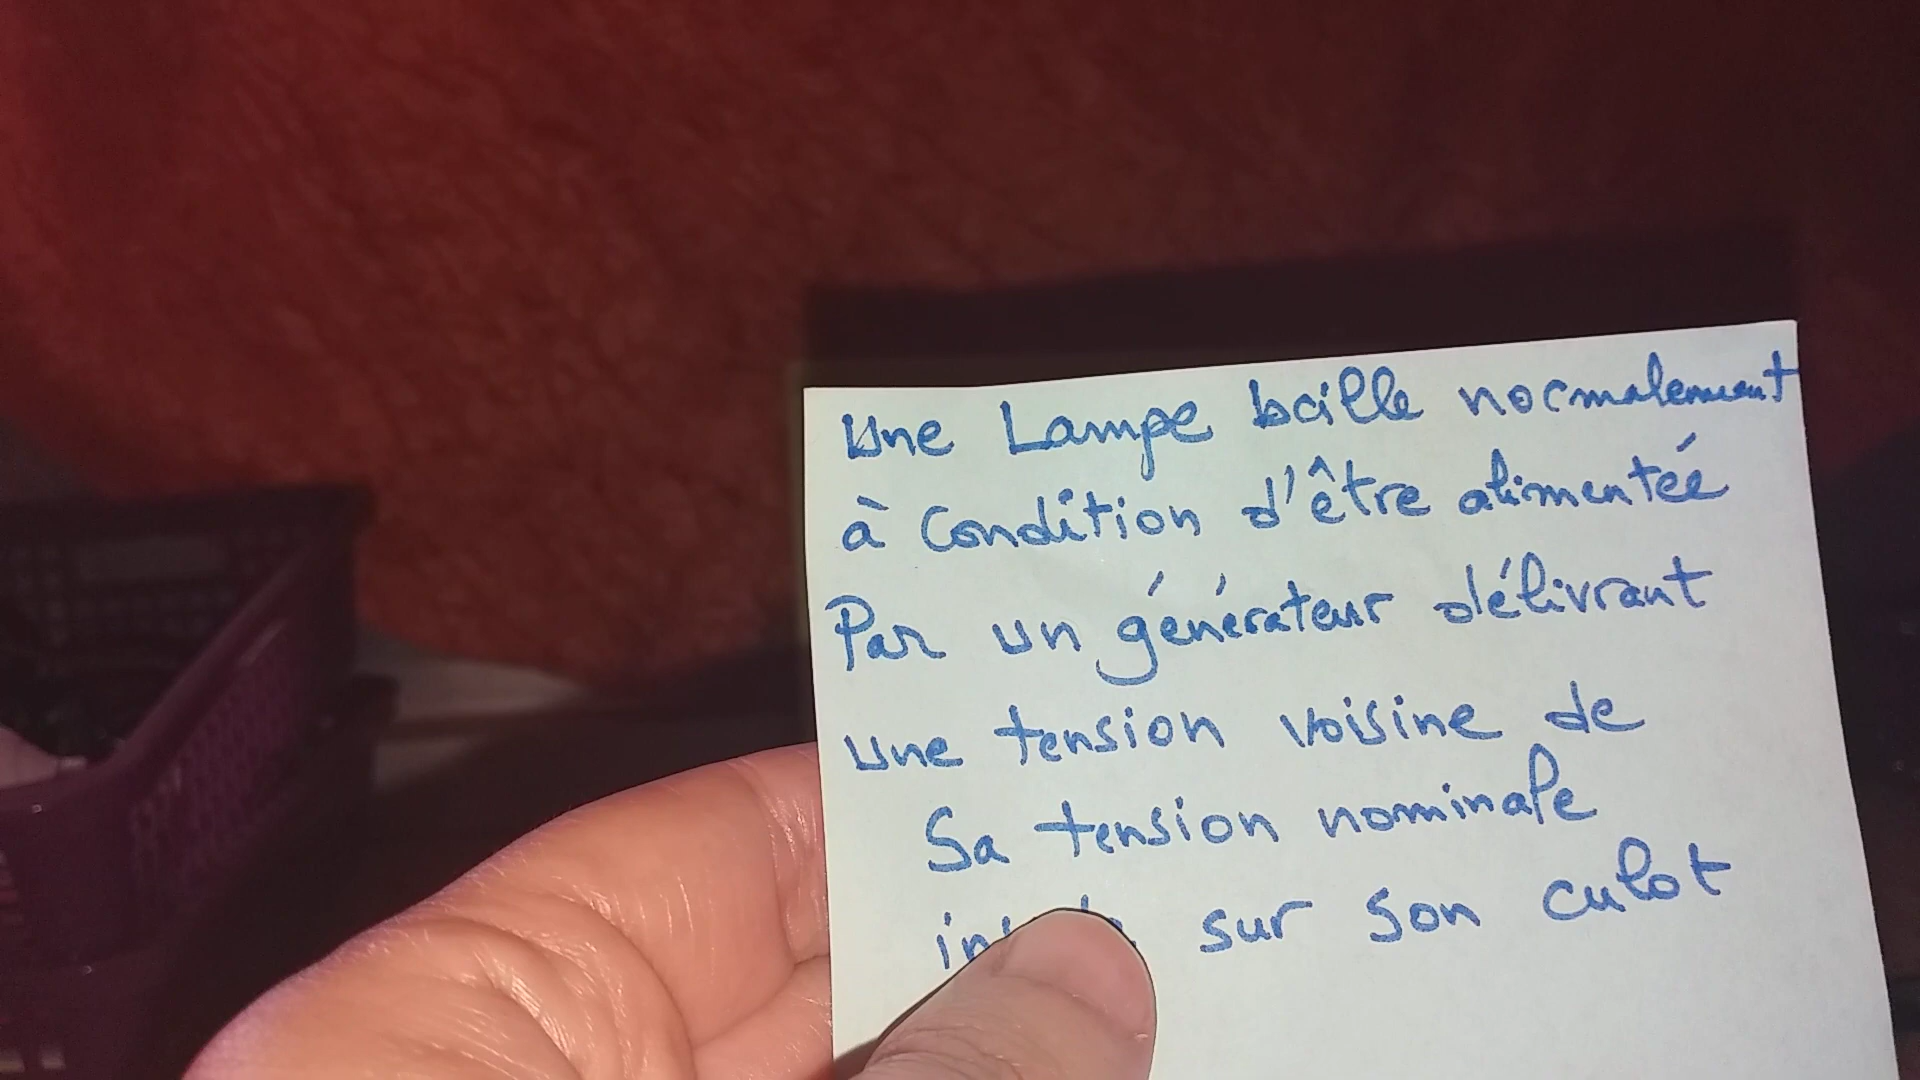 Une Lampe brille normalement
à Condition d'être alimentée
Par un générateur délivrant
une tension voisine de
Sa tension nominale
sur son culot